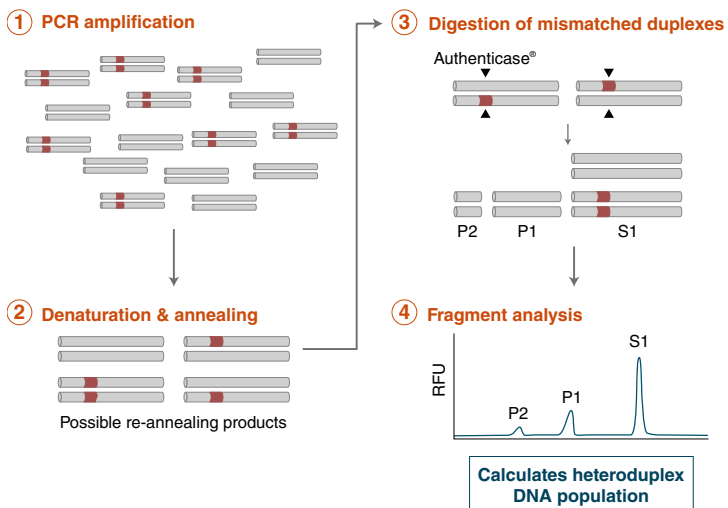 1 PCR amplification
2 Denaturation & annealing
Possible re-annealing products
3 Digestion of mismatched duplexes
Authenticase®
P2 P1 S1
4 Fragment analysis
RFU
P2 P1 S1
Calculates heteroduplex
DNA population